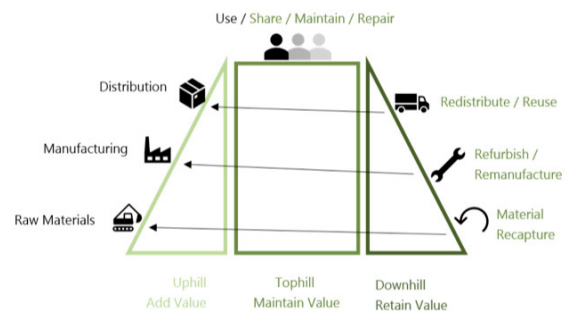 Use / Share / Maintain / Repair
Distribution
Redistribute / Reuse
Manufacturing
Refurbish /
Remanufacture
Raw Materials
Material
Recapture
Uphill
Add Value
Tophill
Maintain Value
Downhill
Retain Value